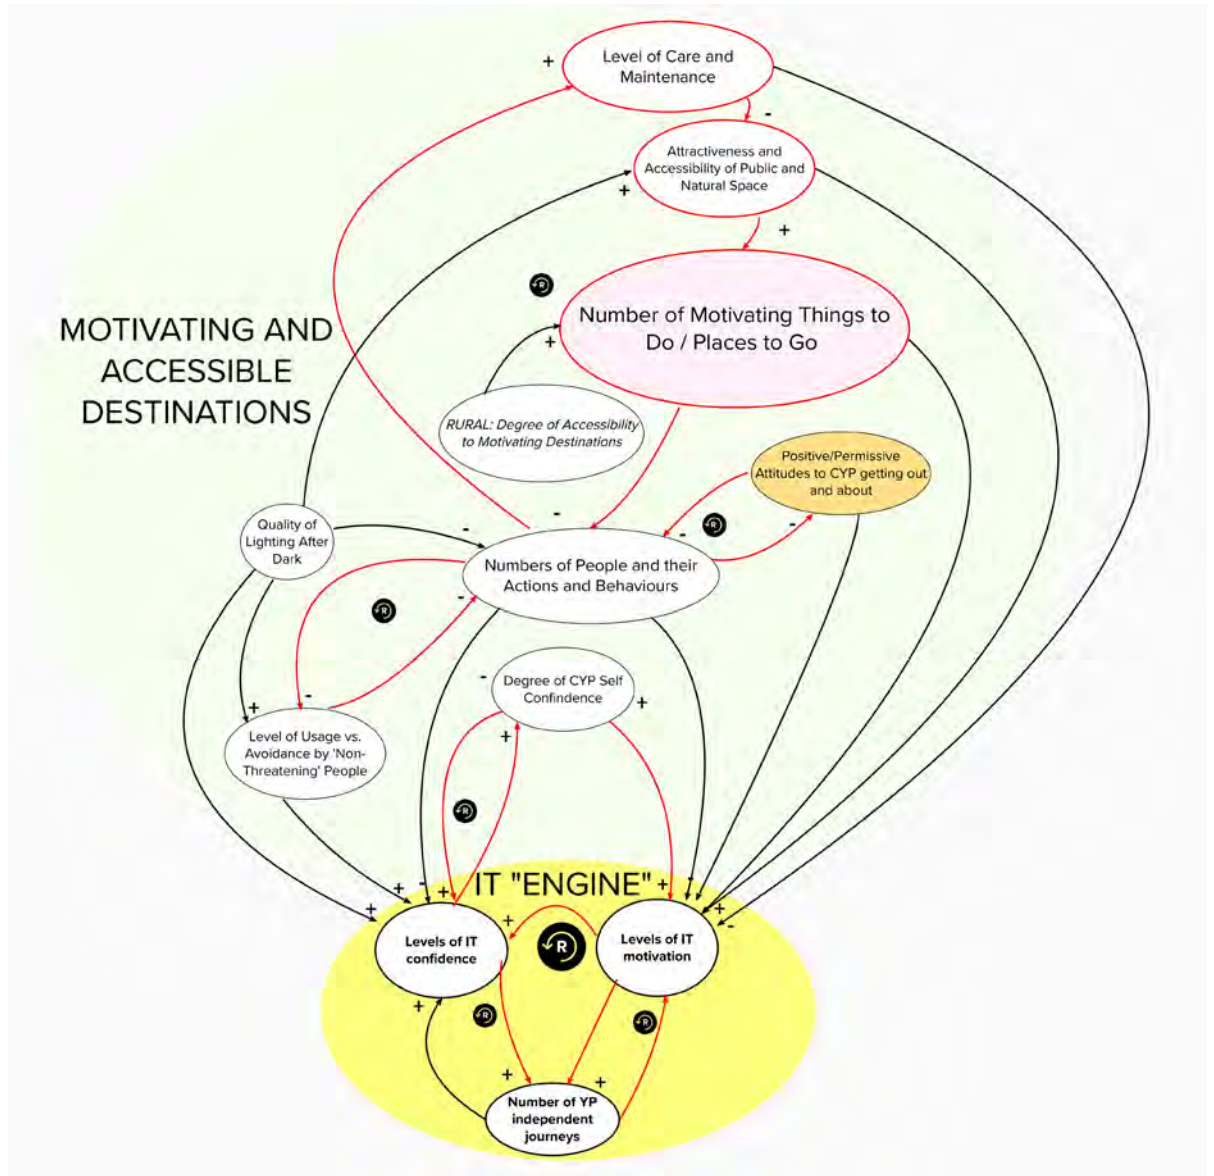 +
Level of Care and
Maintenance
-
Attractiveness and
Accessibility of Public and
Natural Space
+
+
R
Number of Motivating Things to
Do / Places to Go
+
MOTIVATING AND
ACCESSIBLE
DESTINATIONS
RURAL: Degree of Accessibility
to Motivating Destinations
Positive/Permissive
Attitudes to CYP getting out
and about
Quality of
Lighting After
Dark
-
-
R
-
-
Numbers of People and their
Actions and Behaviours
R
-
-
Degree of CYP Self
Confindence
-
+
+
+
Level of Usage vs.
Avoidance by 'Non-
Threatening' People
R
IT "ENGINE"
+
+
-
+
+
+
-
-
Levels of IT
confidence
+
R
Levels of IT
motivation
+
R
R
+
+
Number of YP
independent
journeys